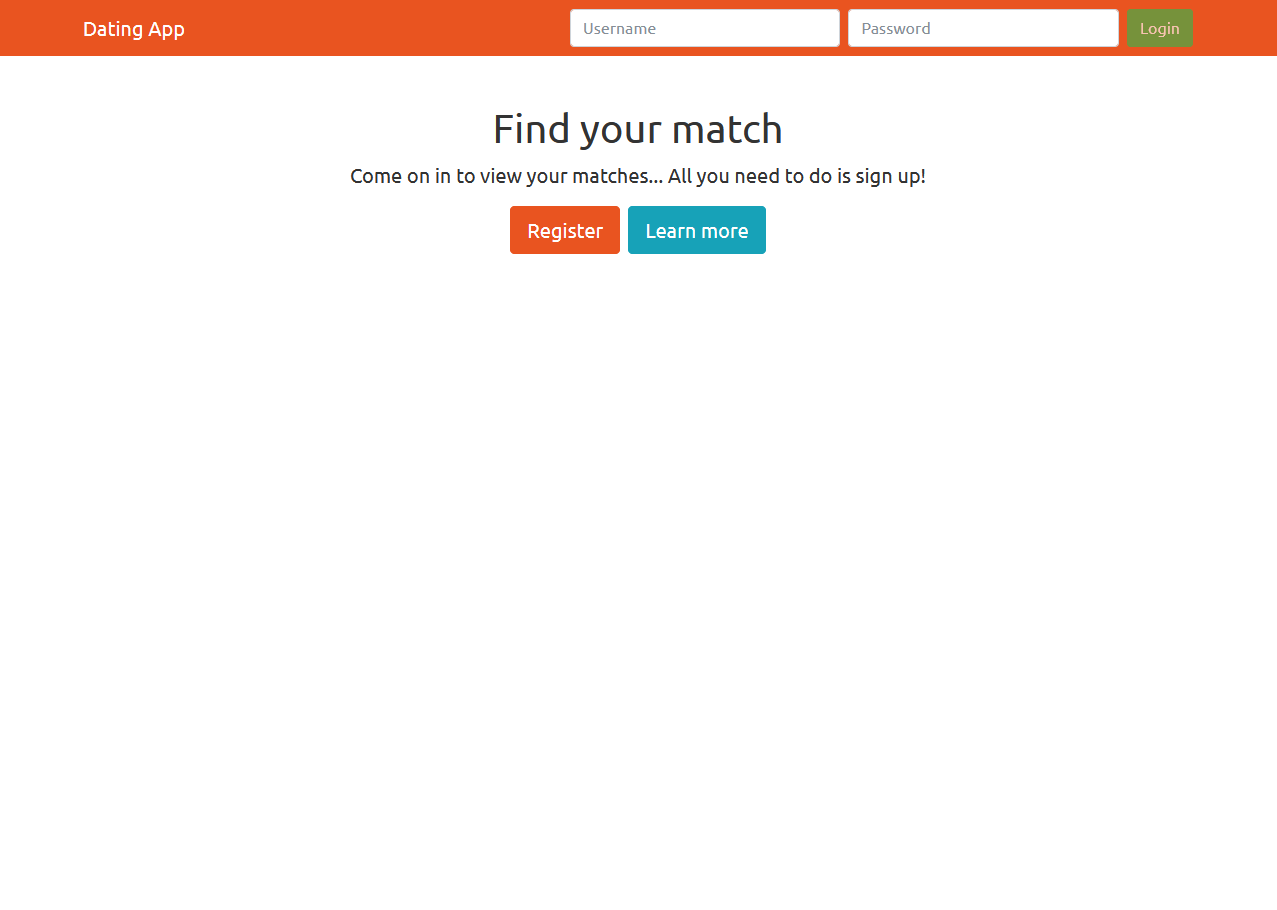 Dating App
Username
Password
Login
Find your match
Come on in to view your matches... All you need to do is sign up!
Register
Learn more